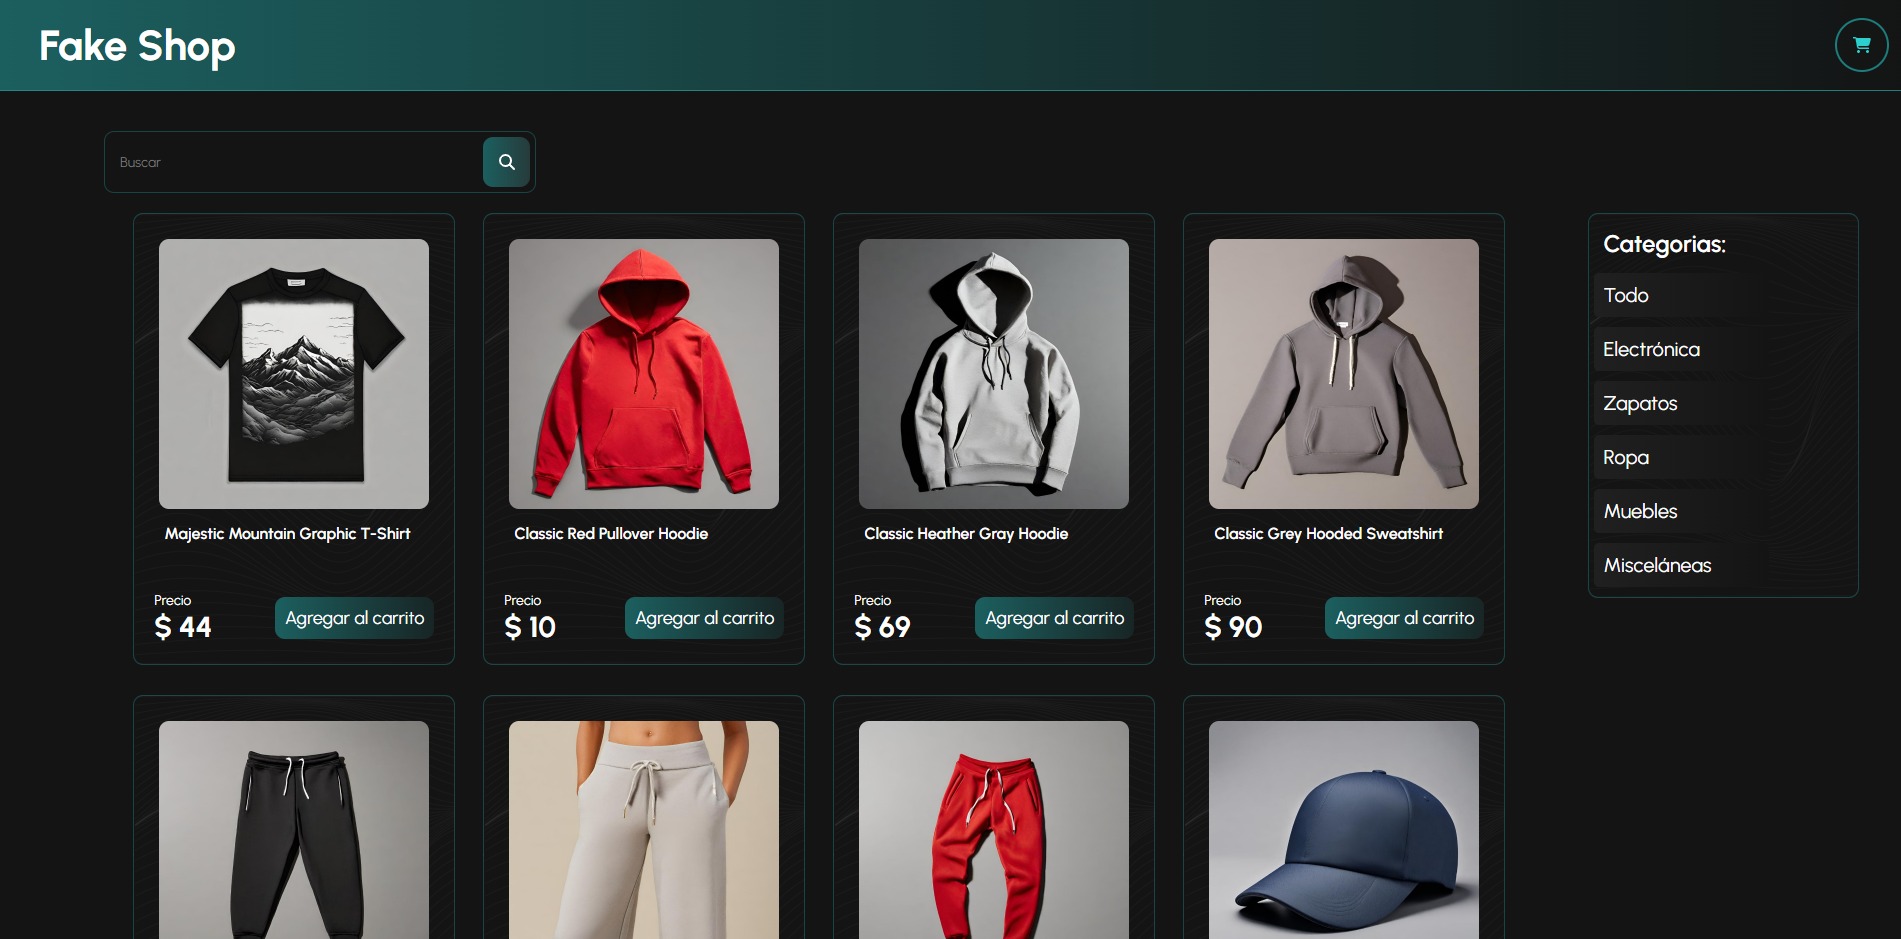 Fake Shop
Buscar
Majestic Mountain Graphic T-Shirt
Precio
$ 44
Agregar al carrito
Classic Red Pullover Hoodie
Precio
$ 10
Agregar al carrito
Classic Heather Gray Hoodie
Precio
$ 69
Agregar al carrito
Classic Grey Hooded Sweatshirt
Precio
$ 90
Agregar al carrito
Categorias:
Todo
Electrónica
Zapatos
Ropa
Muebles
Misceláneas